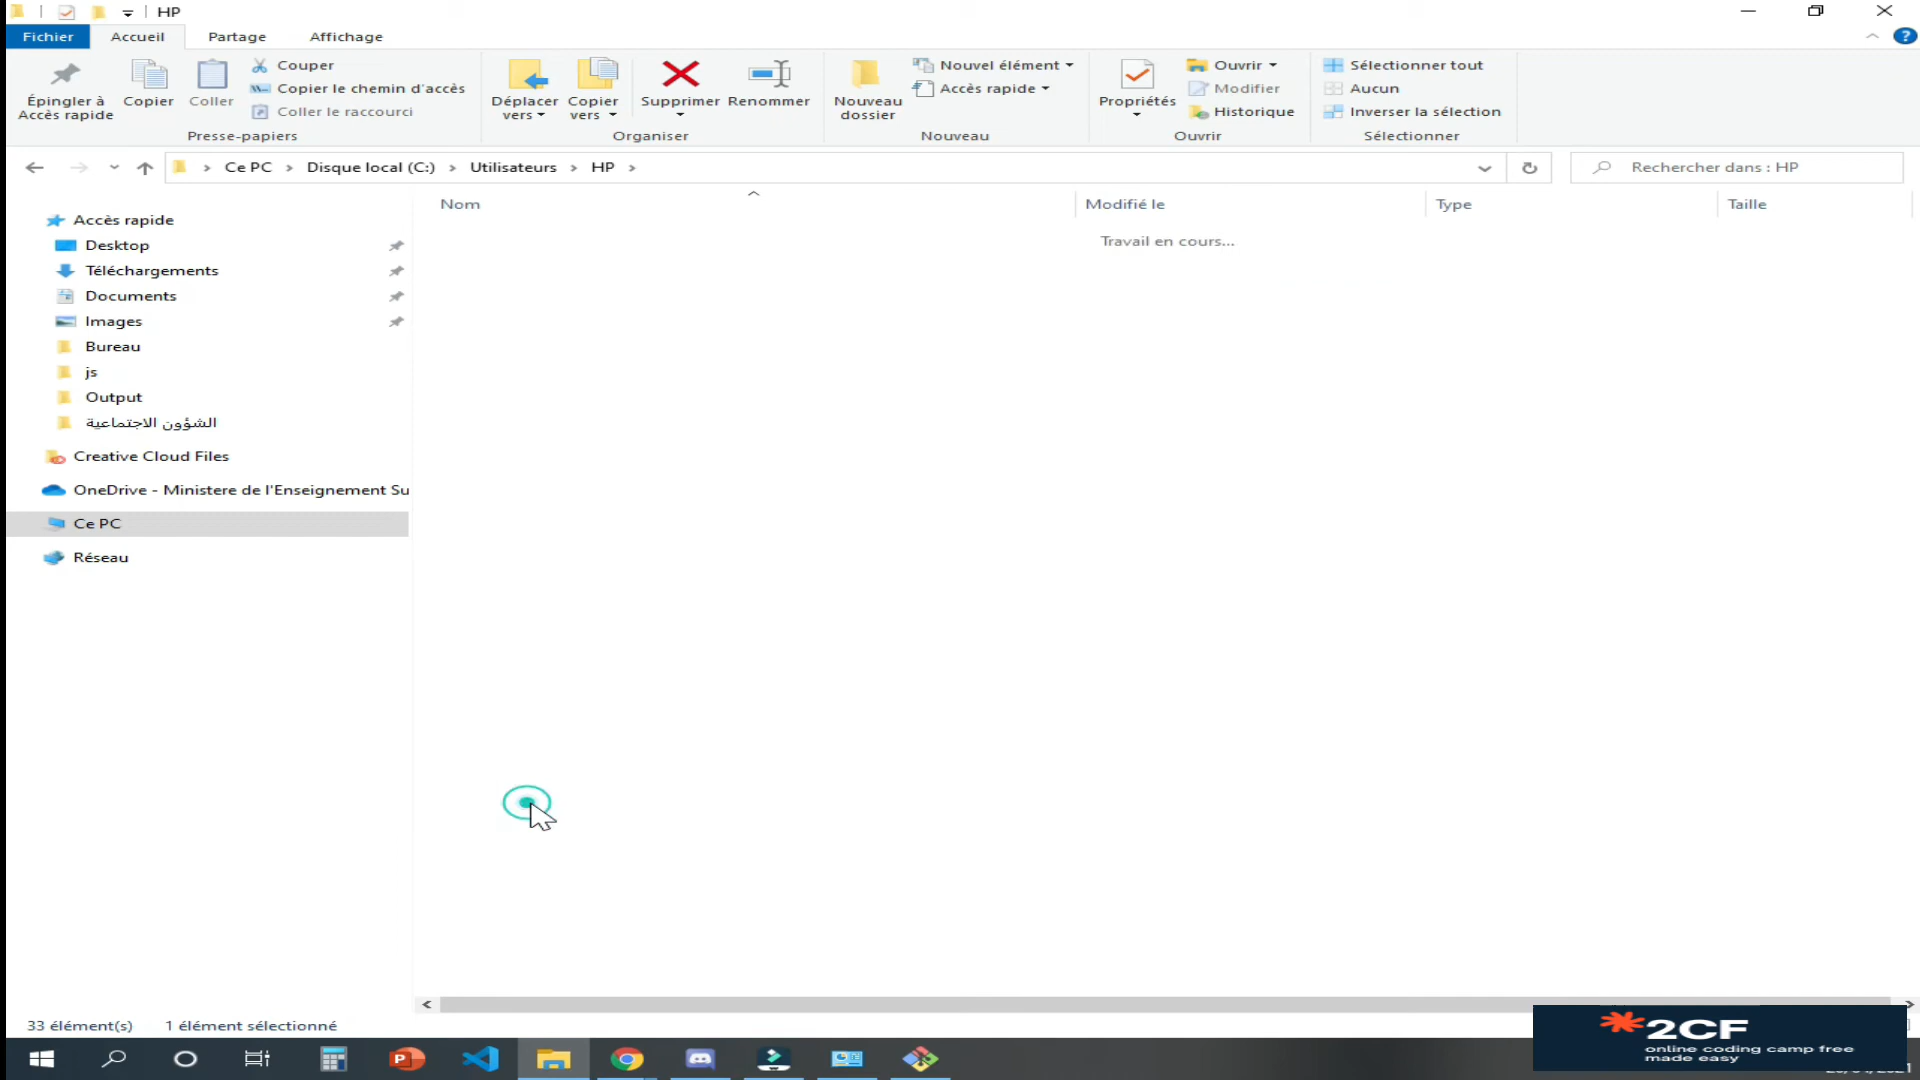 HP
Fichier Accueil Partage Affichage
Épingler à Accès rapide
Copier
Coller
Couper
Copier le chemin d'accès
Coller le raccourci
Presse-papiers
Déplacer vers
Copier vers
Supprimer
Renommer
Organiser
Nouveau dossier
Nouvel élément
Accès rapide
Nouveau
Propriétés
Ouvrir
Modifier
Historique
Ouvrir
Sélectionner tout
Aucun
Inverser la sélection
Sélectionner
Ce PC > Disque local (C:) > Utilisateurs > HP >
Rechercher dans : HP
Nom Modifié le Type Taille
Travail en cours...
Accès rapide
Desktop
Téléchargements
Documents
Images
Bureau
js
Output
الشؤون الاجتماعية
Creative Cloud Files
OneDrive - Ministere de l'Enseignement Su
Ce PC
Réseau
33 élément(s) 1 élément sélectionné
2CF
online coding camp free
made easy